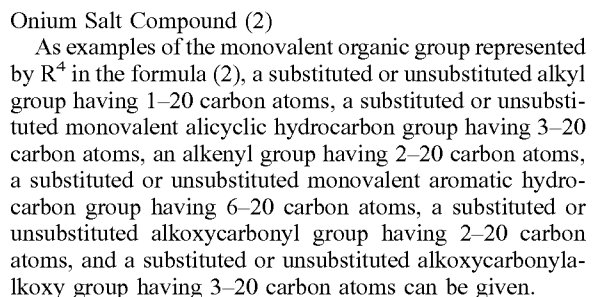 Onium Salt Compound (2)
As examples of the monovalent organic group represented
by R⁴ in the formula (2), a substituted or unsubstituted alkyl
group having 1–20 carbon atoms, a substituted or unsubsti-
tuted monovalent alicyclic hydrocarbon group having 3–20
carbon atoms, an alkenyl group having 2–20 carbon atoms,
a substituted or unsubstituted monovalent aromatic hydro-
carbon group having 6–20 carbon atoms, a substituted or
unsubstituted alkoxycarbonyl group having 2–20 carbon
atoms, and a substituted or unsubstituted alkoxycarbonyla-
lkoxy group having 3–20 carbon atoms can be given.